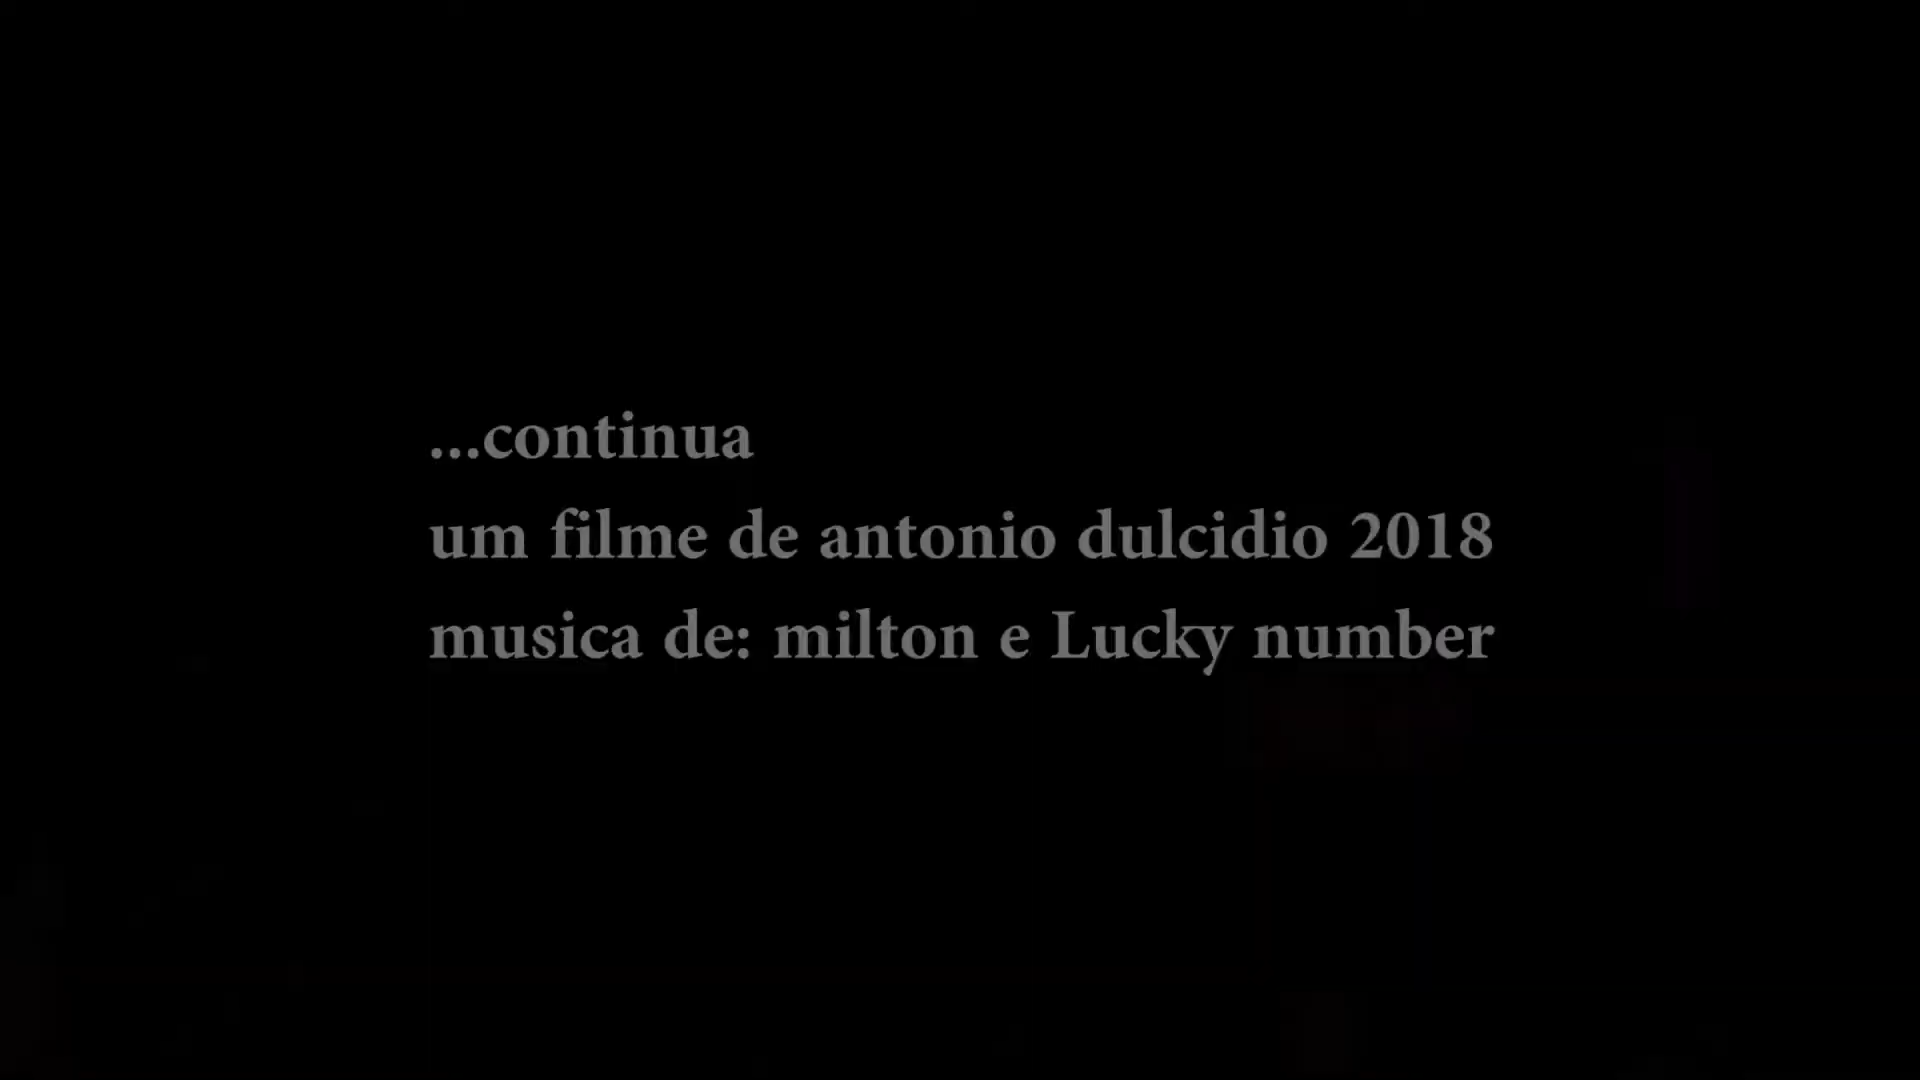 ...continua
um filme de antonio dulcidio 2018
musica de: milton e Lucky number